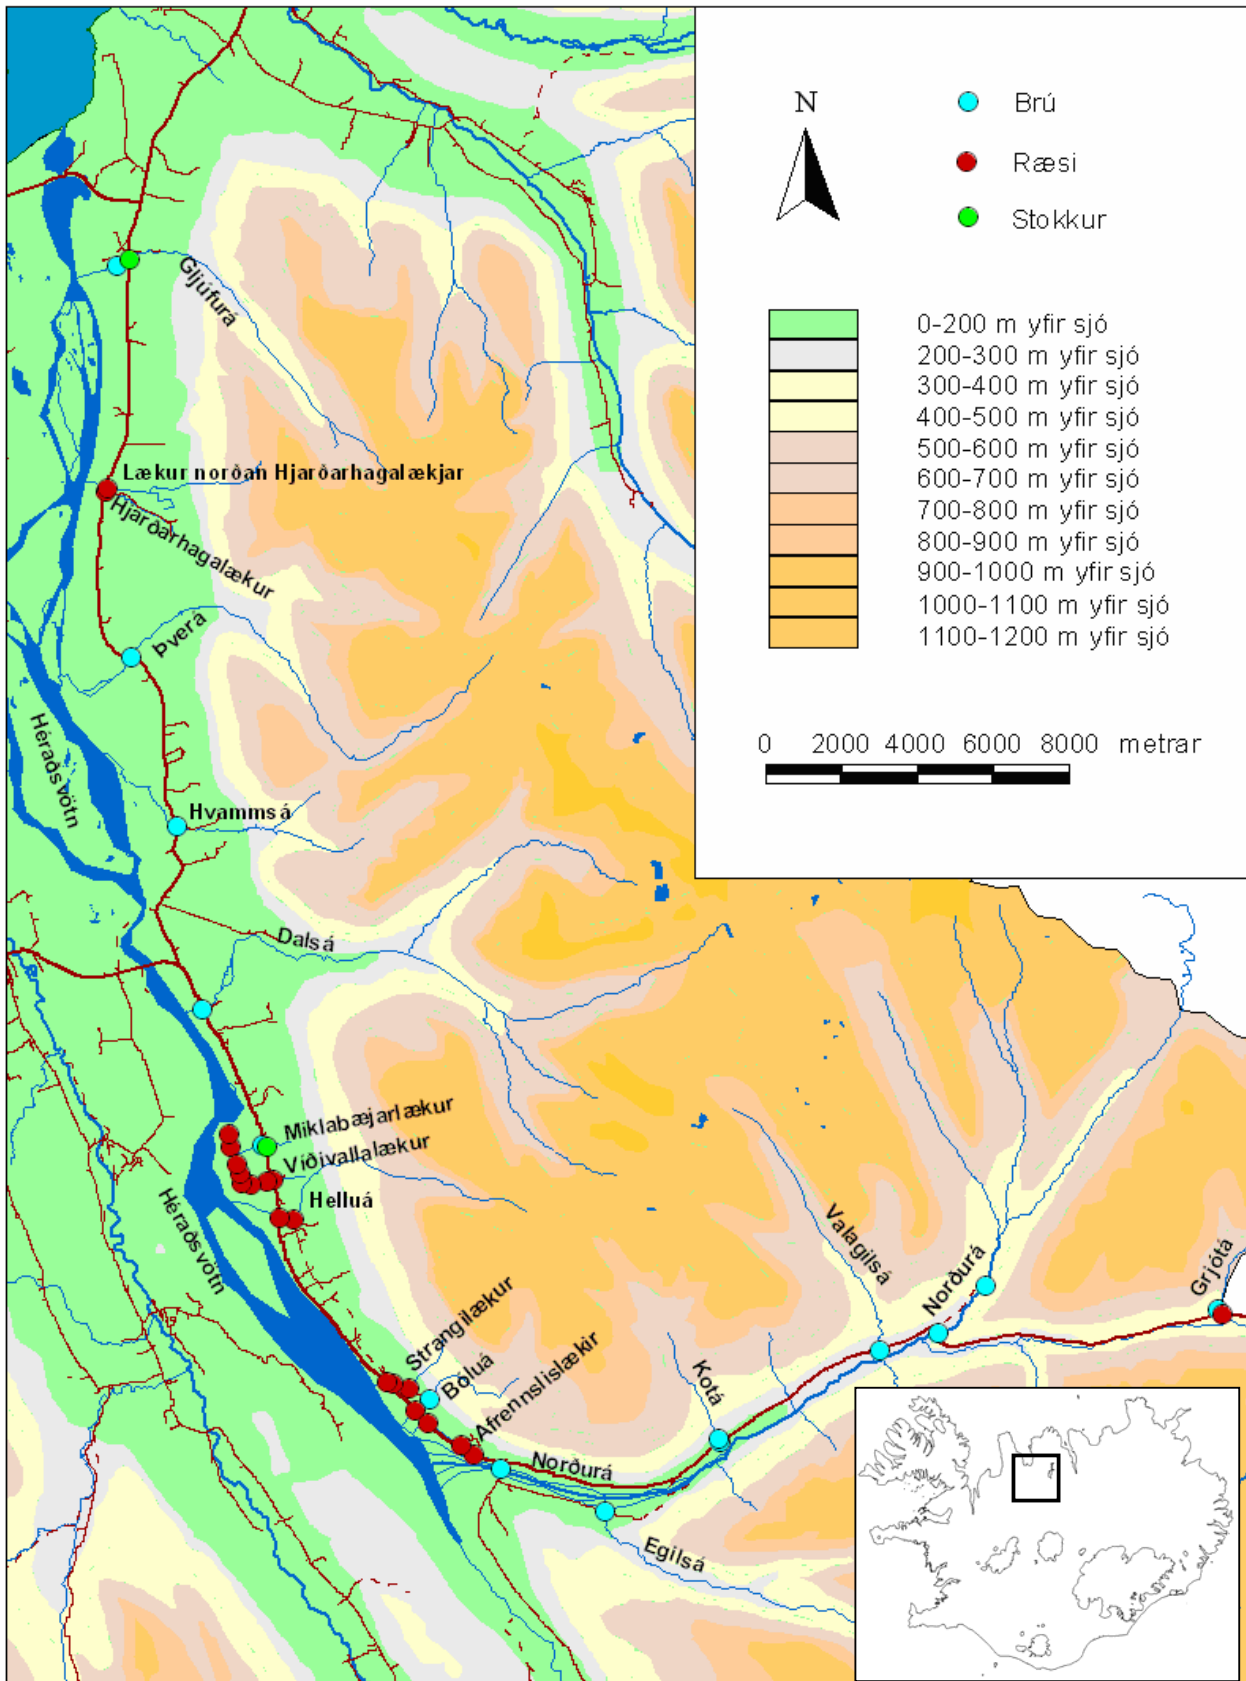 N
Brú
Ræsi
Stokkur
0-200 m yfir sjó
200-300 m yfir sjó
300-400 m yfir sjó
400-500 m yfir sjó
500-600 m yfir sjó
600-700 m yfir sjó
700-800 m yfir sjó
800-900 m yfir sjó
900-1000 m yfir sjó
1000-1100 m yfir sjó
1100-1200 m yfir sjó
0 2000 4000 6000 8000 metrar
Gljúfurá
Lækur norðan Hjarðarhagalækjar
Hjarðarhagalækur
Þverá
Héraðsvötn
Hvammsá
Dalsá
Miklabæjarlækur
Víðivallalækur
Helluá
Héraðsvötn
Valagilsá
Norðurá
Grjótá
Strangilækur
Bóluá
Kotá
Afrennslislækir
Norðurá
Egilsá